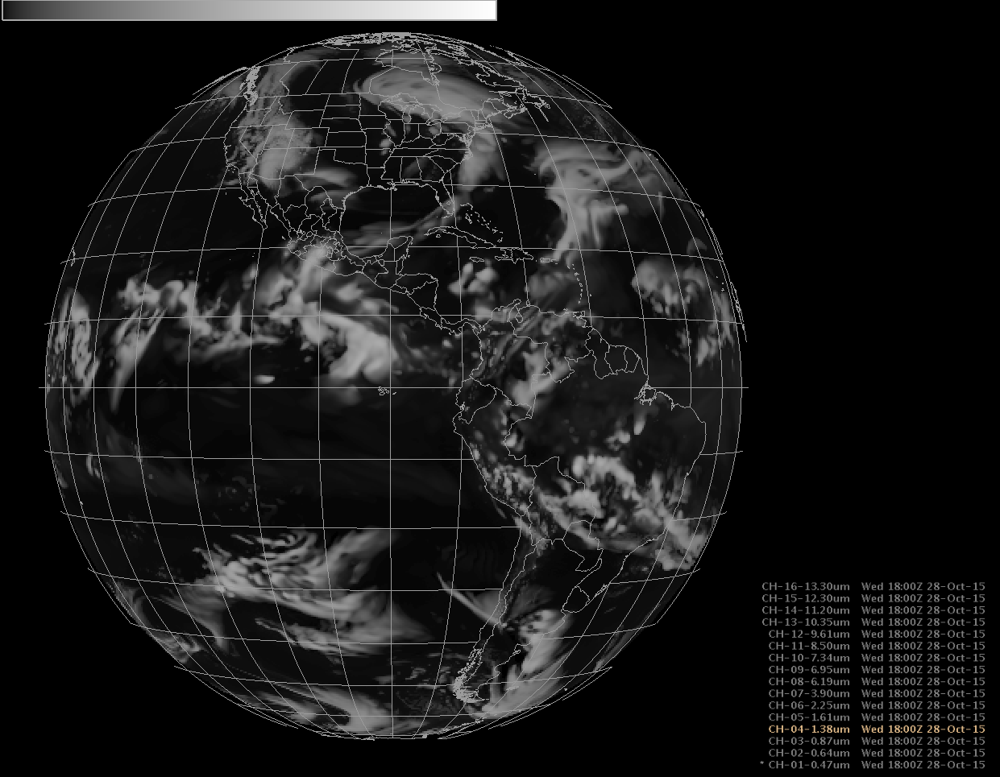 CH-16-13.30um Wed 18:00Z 28-Oct-15
CH-15-12.30um Wed 18:00Z 28-Oct-15
CH-14-11.20um Wed 18:00Z 28-Oct-15
CH-13-10.35um Wed 18:00Z 28-Oct-15
CH-12-9.61um Wed 18:00Z 28-Oct-15
CH-11-8.50um Wed 18:00Z 28-Oct-15
CH-10-7.34um Wed 18:00Z 28-Oct-15
CH-09-6.95um Wed 18:00Z 28-Oct-15
CH-08-6.19um Wed 18:00Z 28-Oct-15
CH-07-3.90um Wed 18:00Z 28-Oct-15
CH-06-2.25um Wed 18:00Z 28-Oct-15
CH-05-1.61um Wed 18:00Z 28-Oct-15
CH-04-1.38um Wed 18:00Z 28-Oct-15
CH-03-0.87um Wed 18:00Z 28-Oct-15
CH-02-0.64um Wed 18:00Z 28-Oct-15
* CH-01-0.47um Wed 18:00Z 28-Oct-15